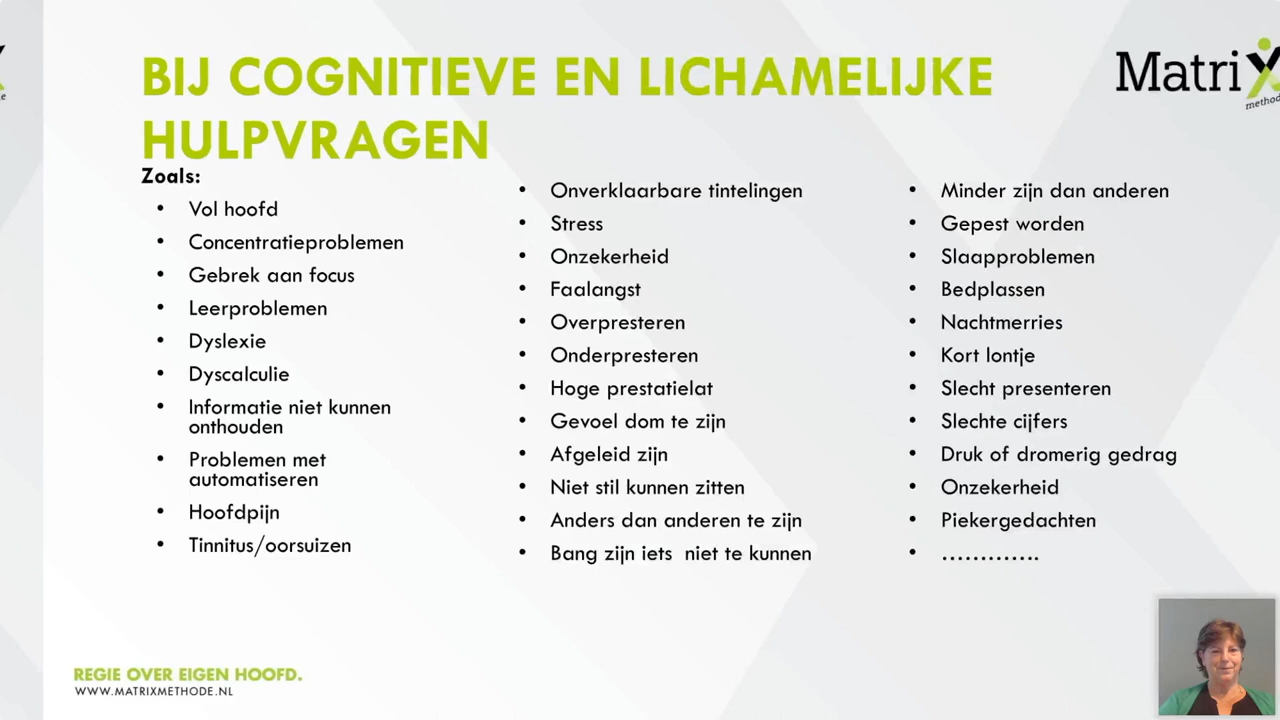 BIJ COGNITIEVE EN LICHAMELIJKE
HULPVRAGEN
Matrix
methode
Zoals:
• Vol hoofd
• Concentratieproblemen
• Gebrek aan focus
• Leerproblemen
• Dyslexie
• Dyscalculie
• Informatie niet kunnen
onthouden
• Problemen met
automatiseren
• Hoofdpijn
• Tinnitus/oorsuizen
• Onverklaarbare tintelingen
• Stress
• Onzekerheid
• Faalangst
• Overpresteren
• Onderpresteren
• Hoge prestatielat
• Gevoel dom te zijn
• Afgeleid zijn
• Niet stil kunnen zitten
• Anders dan anderen te zijn
• Bang zijn iets  niet te kunnen
• Minder zijn dan anderen
• Gepest worden
• Slaapproblemen
• Bedplassen
• Nachtmerries
• Kort lontje
• Slecht presenteren
• Slechte cijfers
• Druk of dromerig gedrag
• Onzekerheid
• Piekergedachten
• .............
REGIE OVER EIGEN HOOFD.
WWW.MATRIXMETHODE.NL